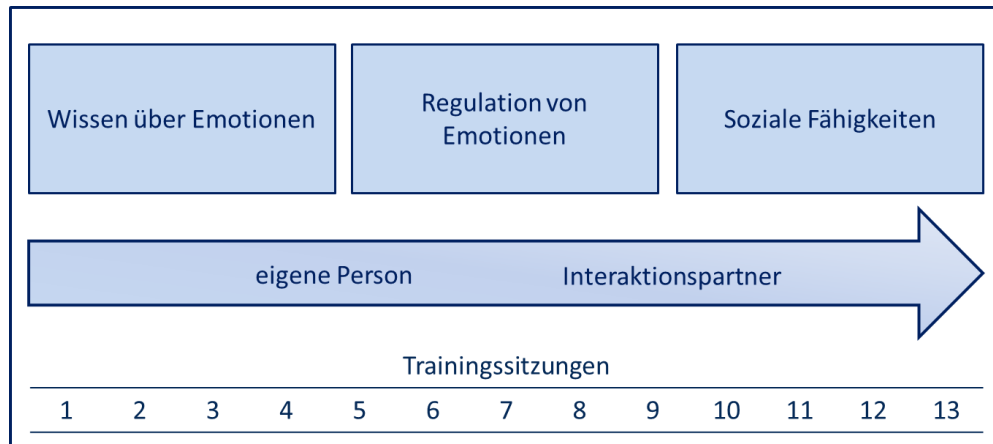 Wissen über Emotionen
Regulation von
Emotionen
Soziale Fähigkeiten
eigene Person
Interaktionspartner
Trainingssitzungen
1 2 3 4 5 6 7 8 9 10 11 12 13